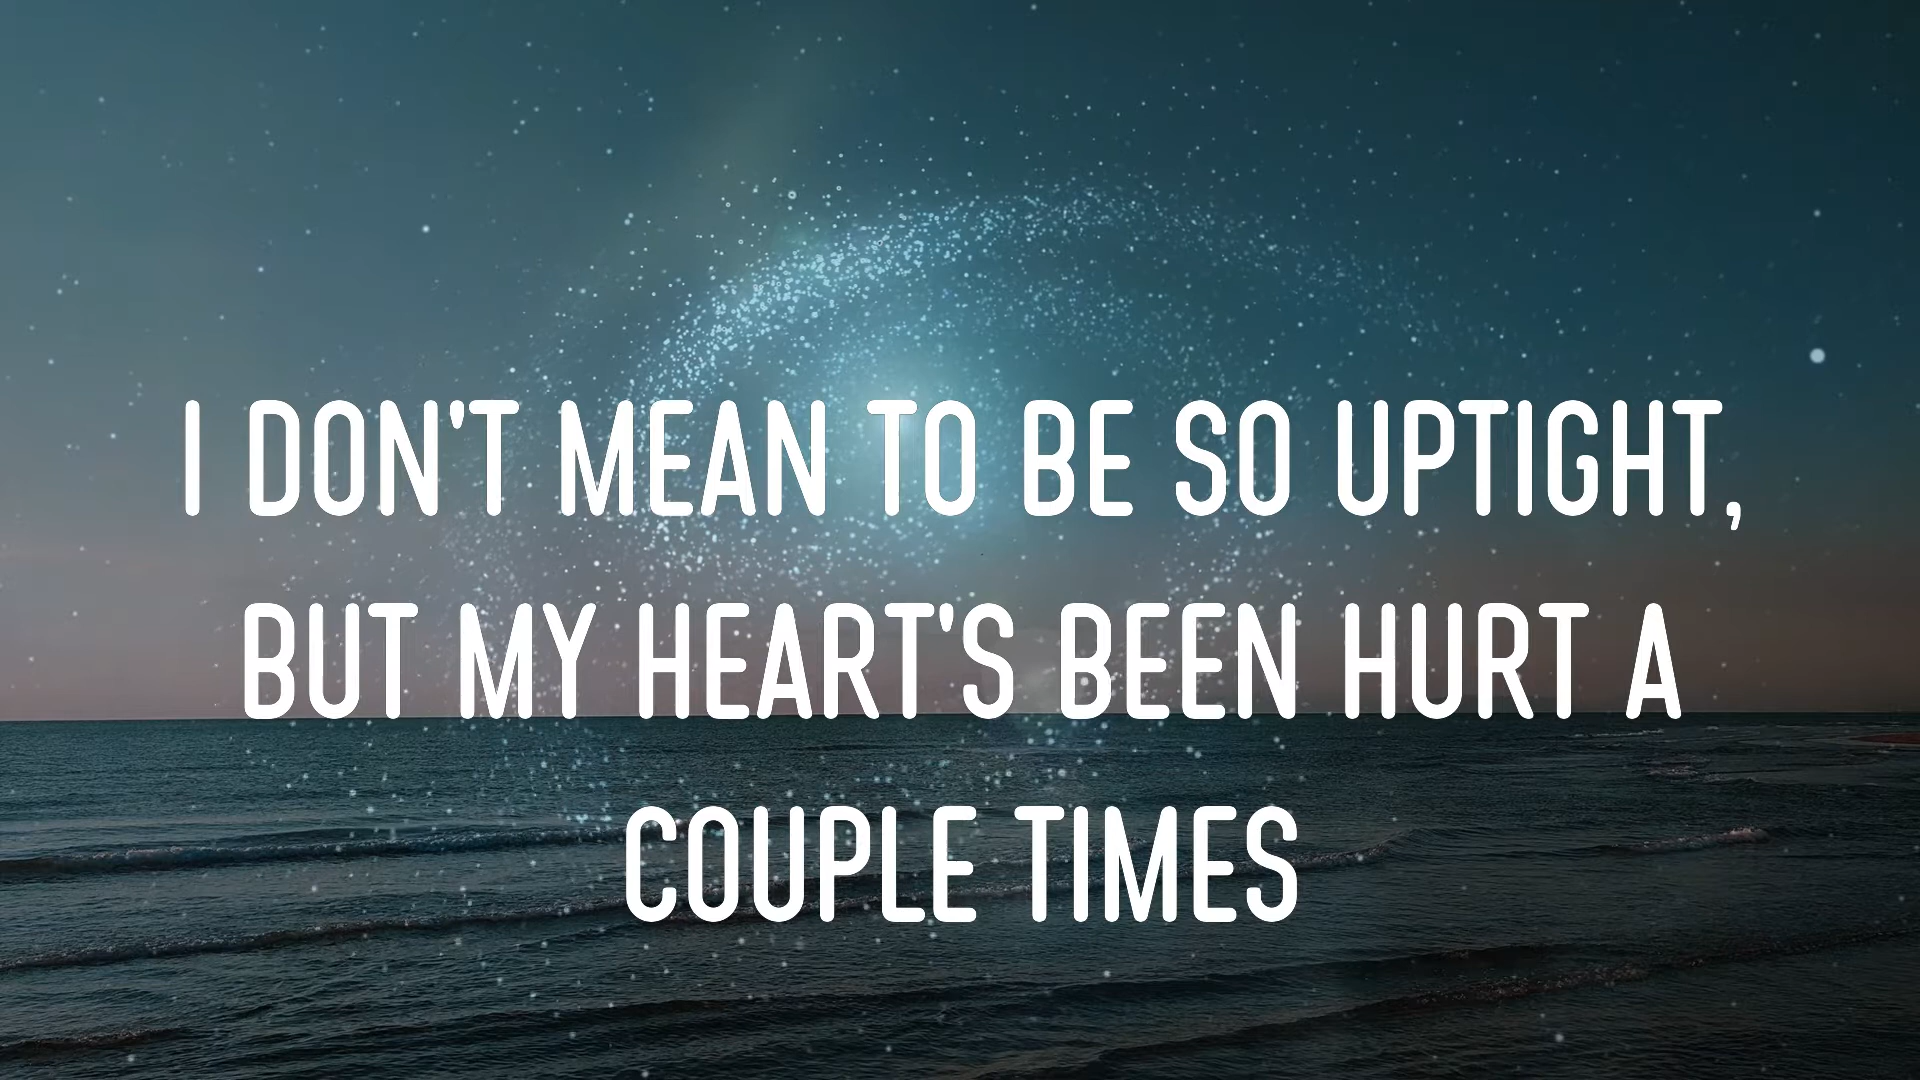 I DON'T MEAN TO BE SO UPTIGHT,
BUT MY HEART'S BEEN HURT A
COUPLE TIMES